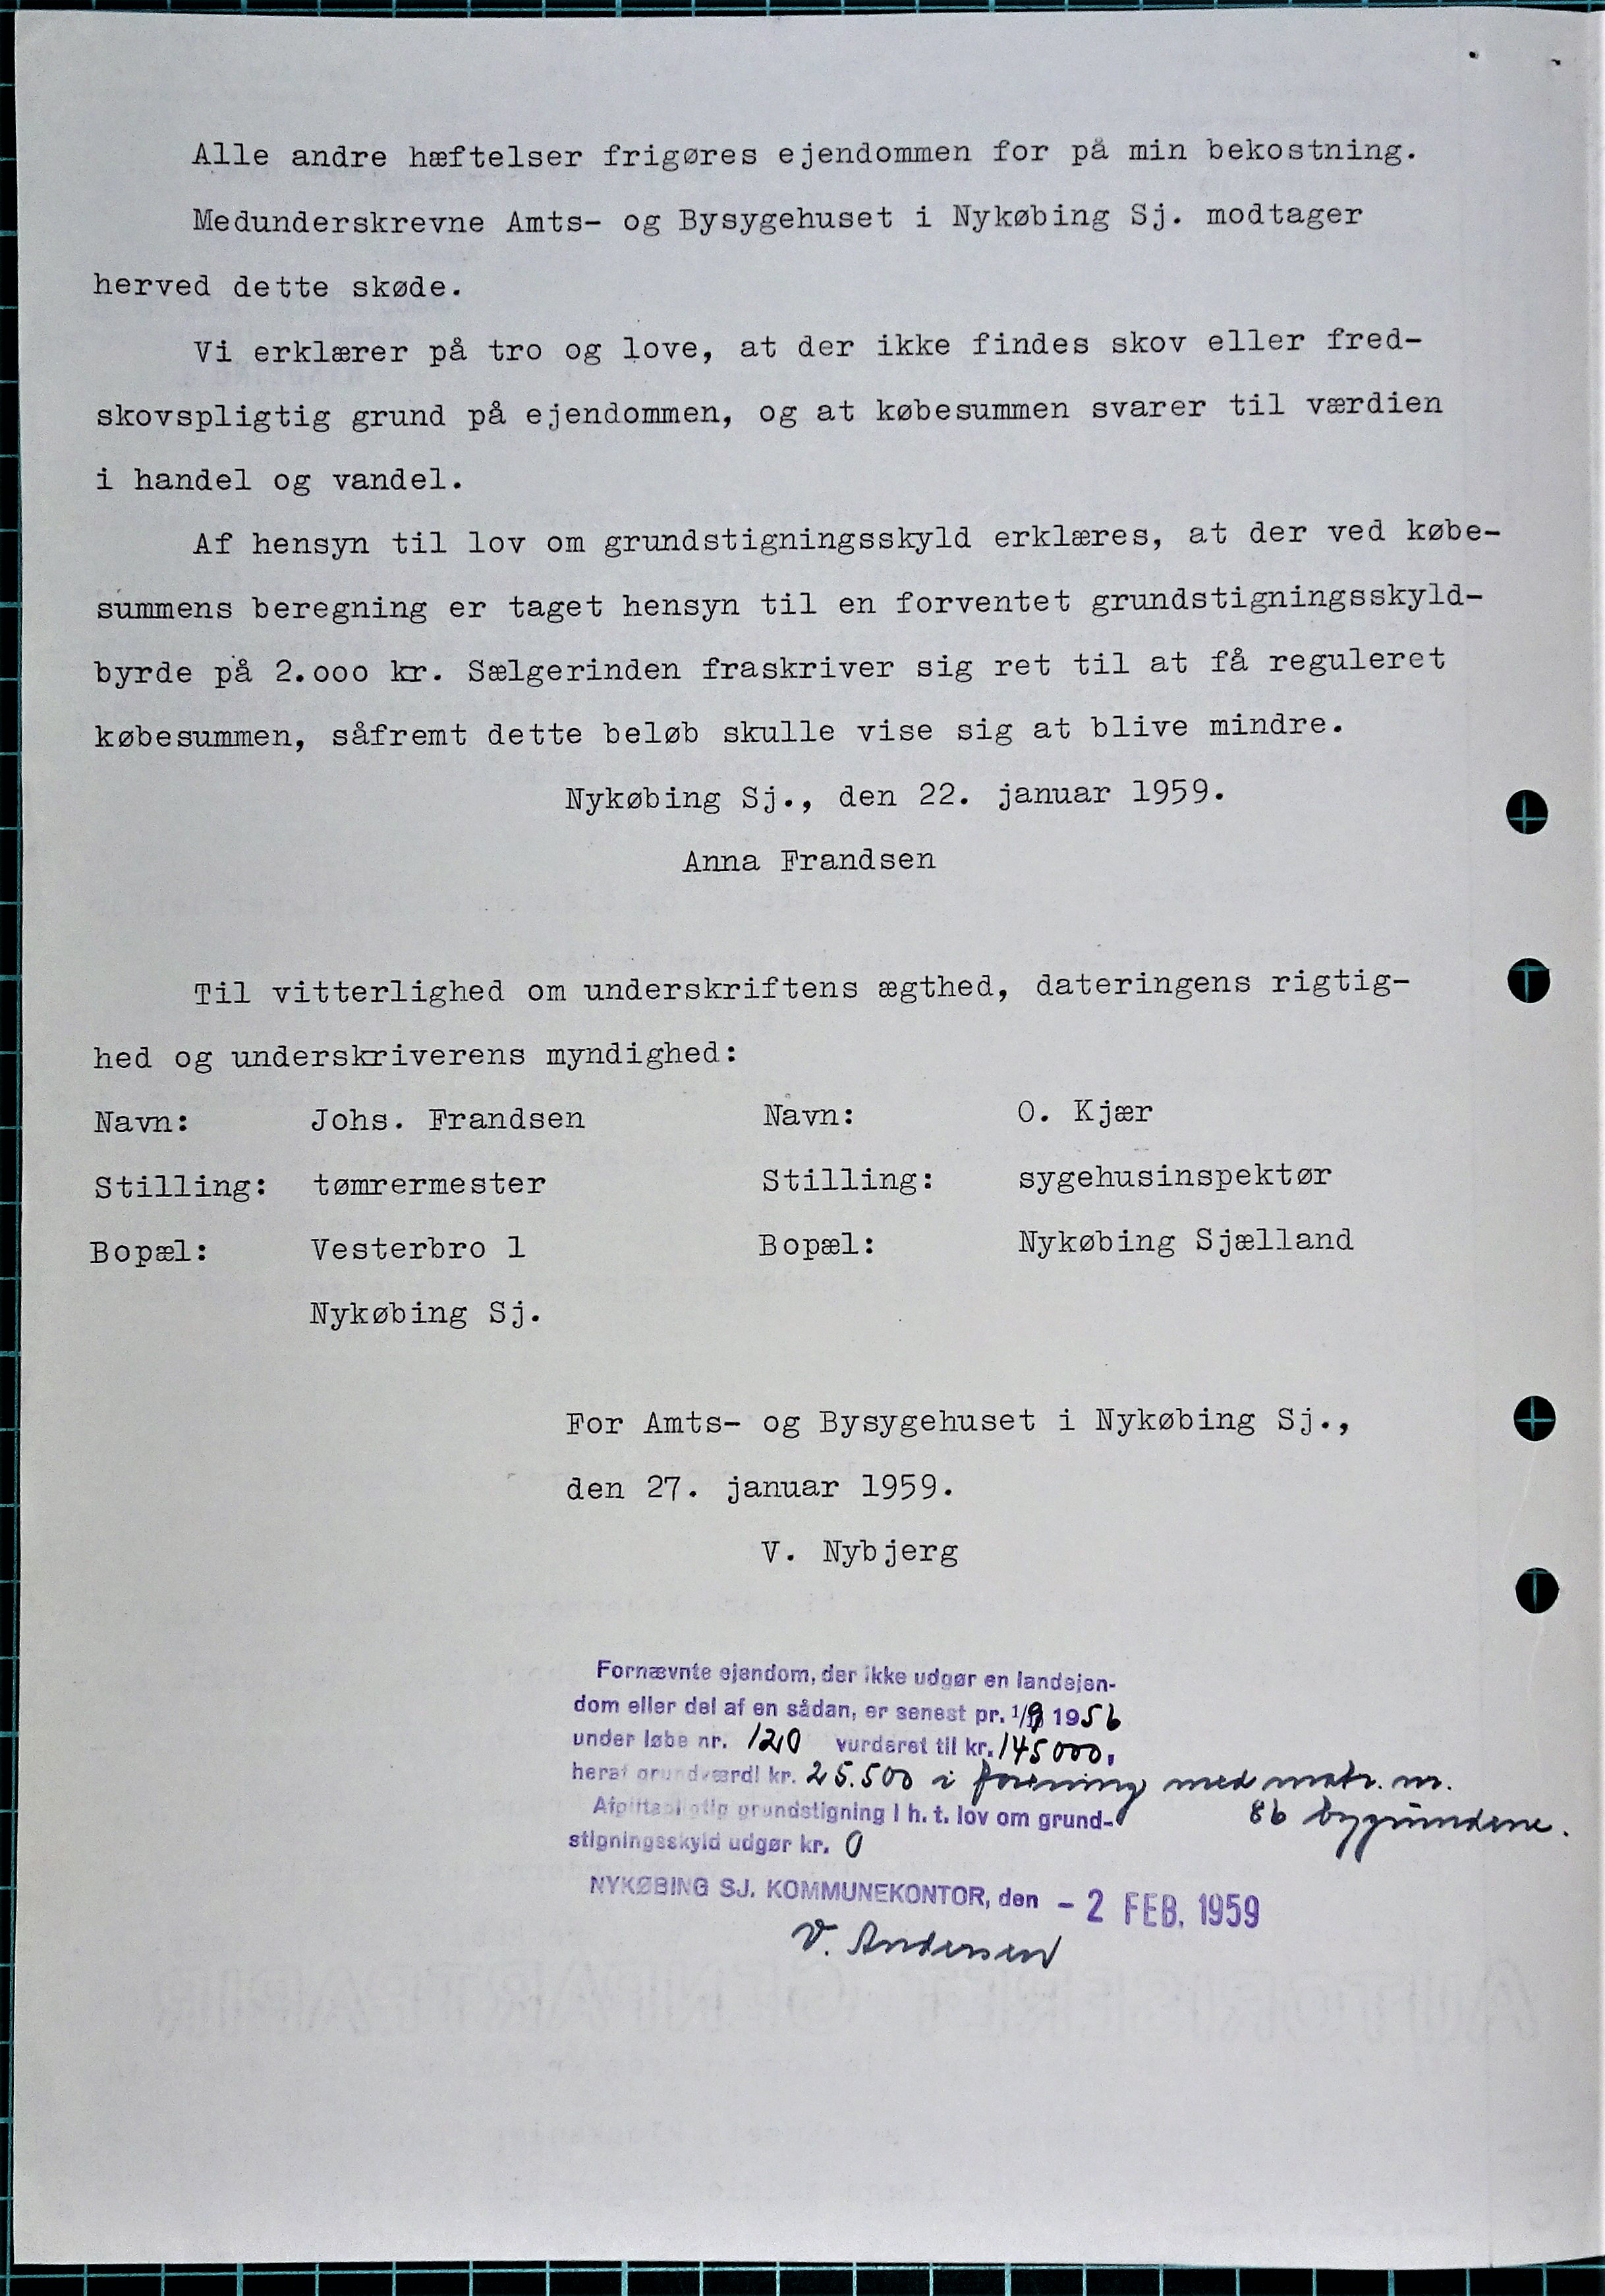 Alle andre hæftelser frigøres ejendommen for på min bekostning.
Medunderskrevne Amts- og Bysygehuset i Nykøbing Sj. modtager
herved dette skøde.
Vi erklærer på tro og love, at der ikke findes skov eller fred-
skovspligtig grund på ejendommen, og at købesummen svarer til værdien
i handel og vandel.
Af hensyn til lov om grundstigningsskyld erklæres, at der ved købe-
summens beregning er taget hensyn til en forventet grundstigningsskyld-
byrde på 2.ooo kr. Sælgerinden fraskriver sig ret til at få reguleret
købesummen, såfremt dette beløb skulle vise sig at blive mindre.
Nykøbing Sj., den 22. januar 1959.
Anna Frandsen
Til vitterlighed om underskriftens ægthed, dateringens rigtig-
hed og underskriverens myndighed:
Navn: Johs. Frandsen Navn: O. Kjær
Stilling: tømrermester Stilling: sygehusinspektør
Bopæl: Vesterbro 1 Bopæl: Nykøbing Sjælland
Nykøbing Sj.
For Amts- og Bysygehuset i Nykøbing Sj.,
den 27. januar 1959.
V. Nybjerg
Fornævnte ejendom, der ikke udgør en landejen-
dom eller del af en sådan, er senest pr. 1/9 1956
under løbe nr. 120 vurderet til kr. 145000,
heraf grundværdi kr. 25.500 i forening med matr. nr.
Afgiftspligtig grundstigning i h. t. lov om grund- 8b bygrundene.
stigningsskyld udgør kr. 0
NYKØBING SJ. KOMMUNEKONTOR, den - 2 FEB. 1959
V. Andersen